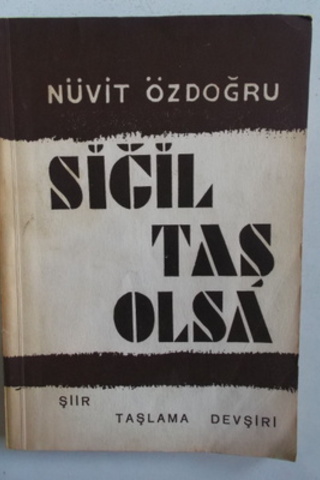 NÜVİT ÖZDOĞRU
SİĞİL
TAŞ
OLSA
ŞİİR
TAŞLAMA DEVŞİRİ